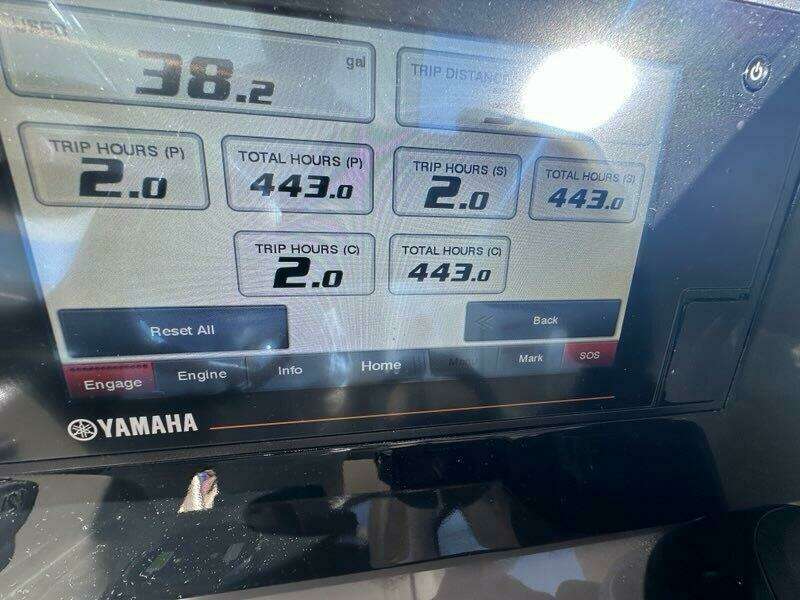 USED
gal
38.2
TRIP DISTANCE
TRIP HOURS (P)
2.0
TOTAL HOURS (P)
443.0
TRIP HOURS (S)
2.0
TOTAL HOURS (S)
443.0
TRIP HOURS (C)
2.0
TOTAL HOURS (C)
443.0
Reset All
Back
Engage
Engine
Info
Home
Menu
Mark
SOS
YAMAHA